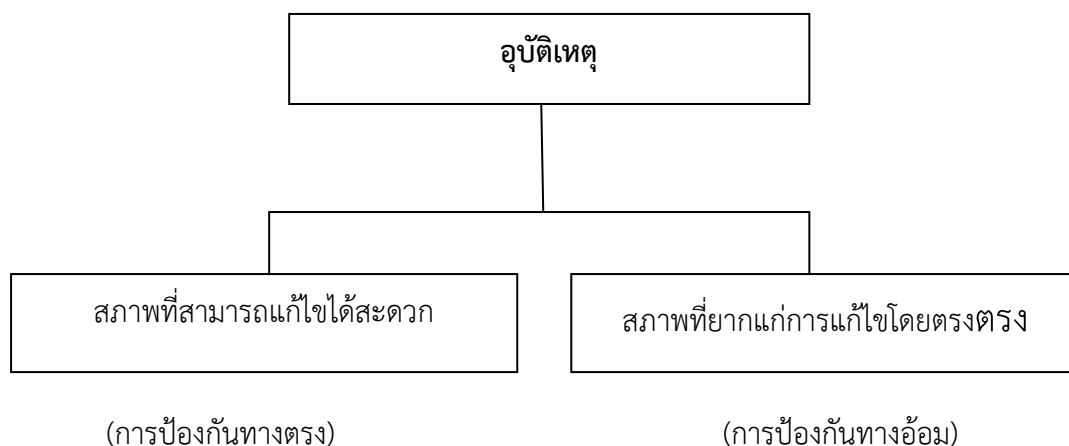 อุบัติเหตุ
สภาพที่สามารถแก้ไขได้สะดวก
สภาพที่ยากแก่การแก้ไขโดยตรงตรง
(การป้องกันทางตรง)
(การป้องกันทางอ้อม)